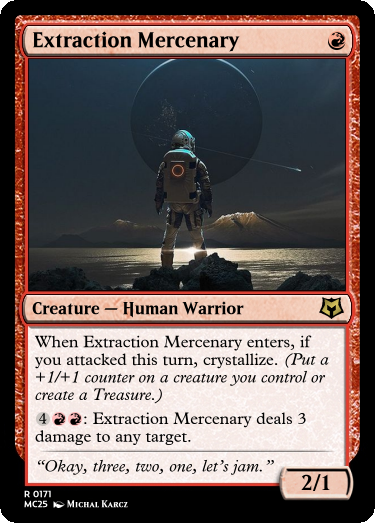 Extraction Mercenary
Creature — Human Warrior
When Extraction Mercenary enters, if
you attacked this turn, crystallize. (Put a
+1/+1 counter on a creature you control or
create a Treasure.)
4: Extraction Mercenary deals 3
damage to any target.
“Okay, three, two, one, let’s jam.”
2/1
R 0171
MC25 Michal Karcz